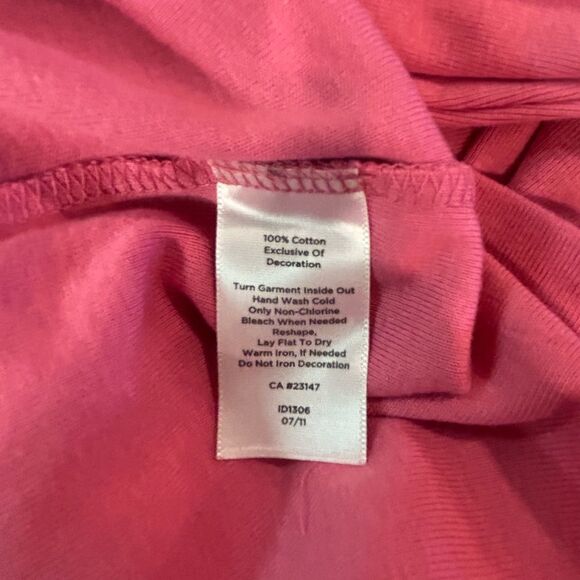 100% Cotton
Exclusive Of
Decoration
Turn Garment Inside Out
Hand Wash Cold
Only Non-Chlorine
Bleach When Needed
Reshape,
Lay Flat To Dry
Warm Iron, If Needed
Do Not Iron Decoration
CA #23147
ID1306
07/11